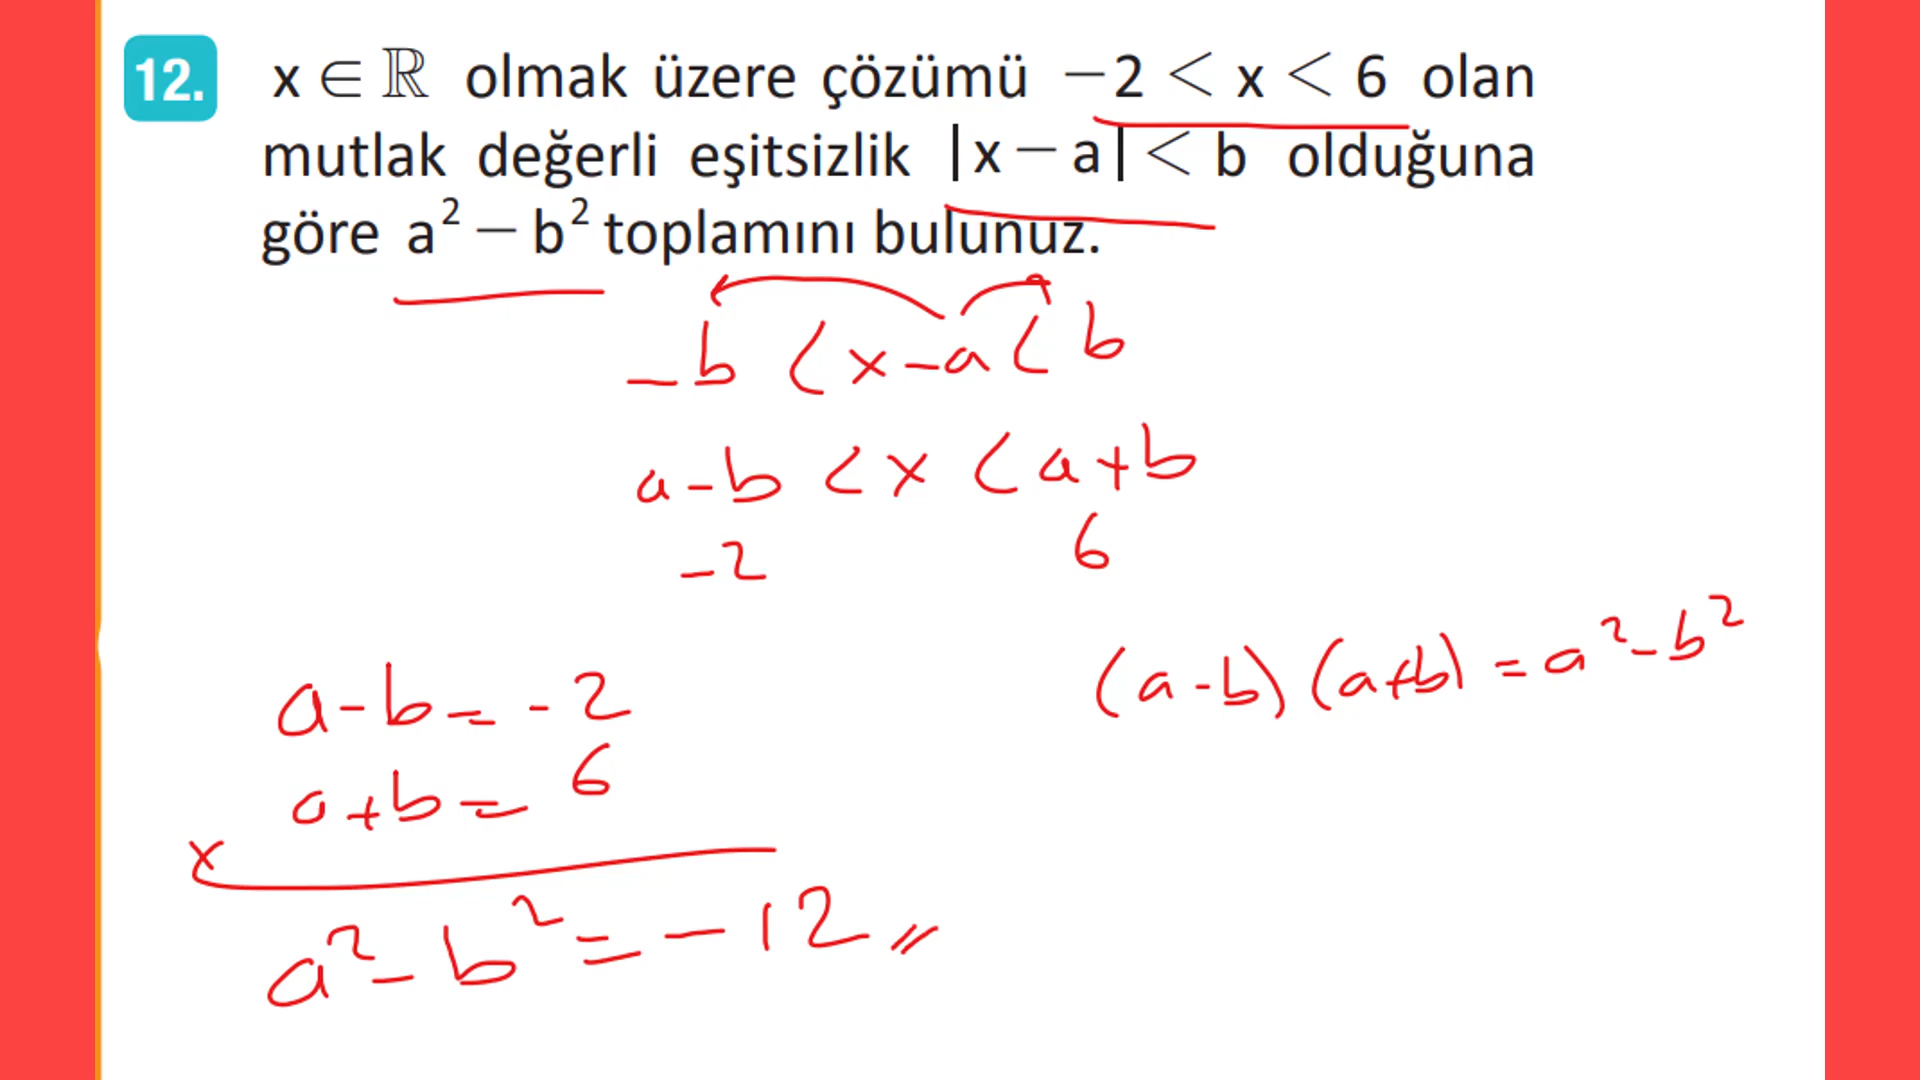 12. x ∈ ℝ olmak üzere çözümü −2 < x < 6 olan
mutlak değerli eşitsizlik |x − a| < b olduğuna
göre a² − b² toplamını bulunuz.
-b < x-a < b
a-b < x < a+b
-2 6
(a-b) (a+b) = a²-b²
a-b = -2
a+b = 6
x
a²-b² = -12 //